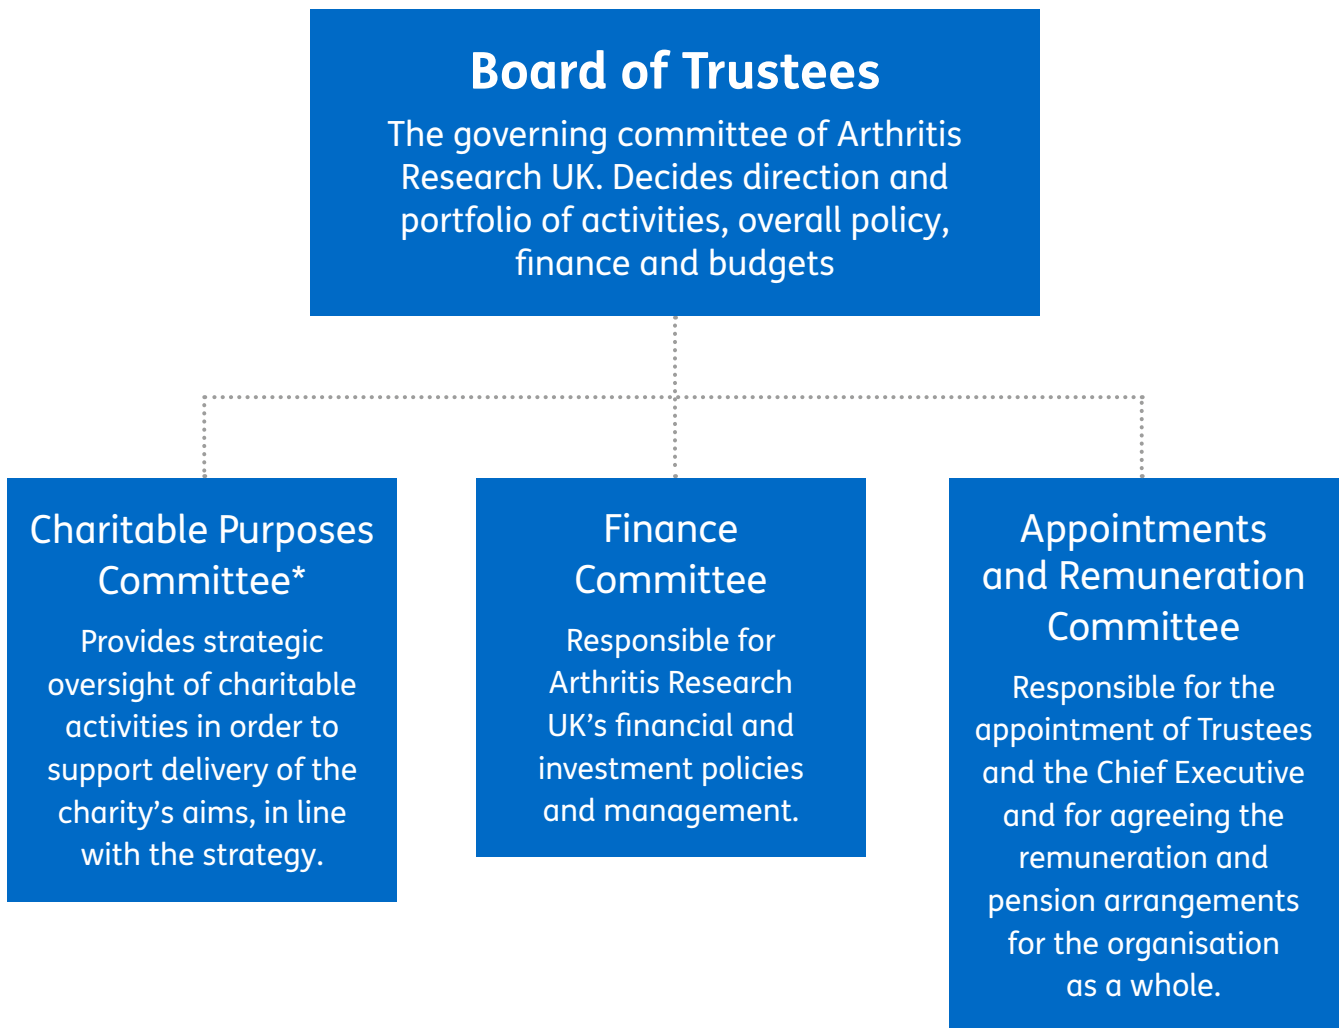 Board of Trustees
The governing committee of Arthritis
Research UK. Decides direction and
portfolio of activities, overall policy,
finance and budgets
Charitable Purposes
Committee*
Provides strategic
oversight of charitable
activities in order to
support delivery of the
charity’s aims, in line
with the strategy.
Finance
Committee
Responsible for
Arthritis Research
UK’s financial and
investment policies
and management.
Appointments
and Remuneration
Committee
Responsible for the
appointment of Trustees
and the Chief Executive
and for agreeing the
remuneration and
pension arrangements
for the organisation
as a whole.